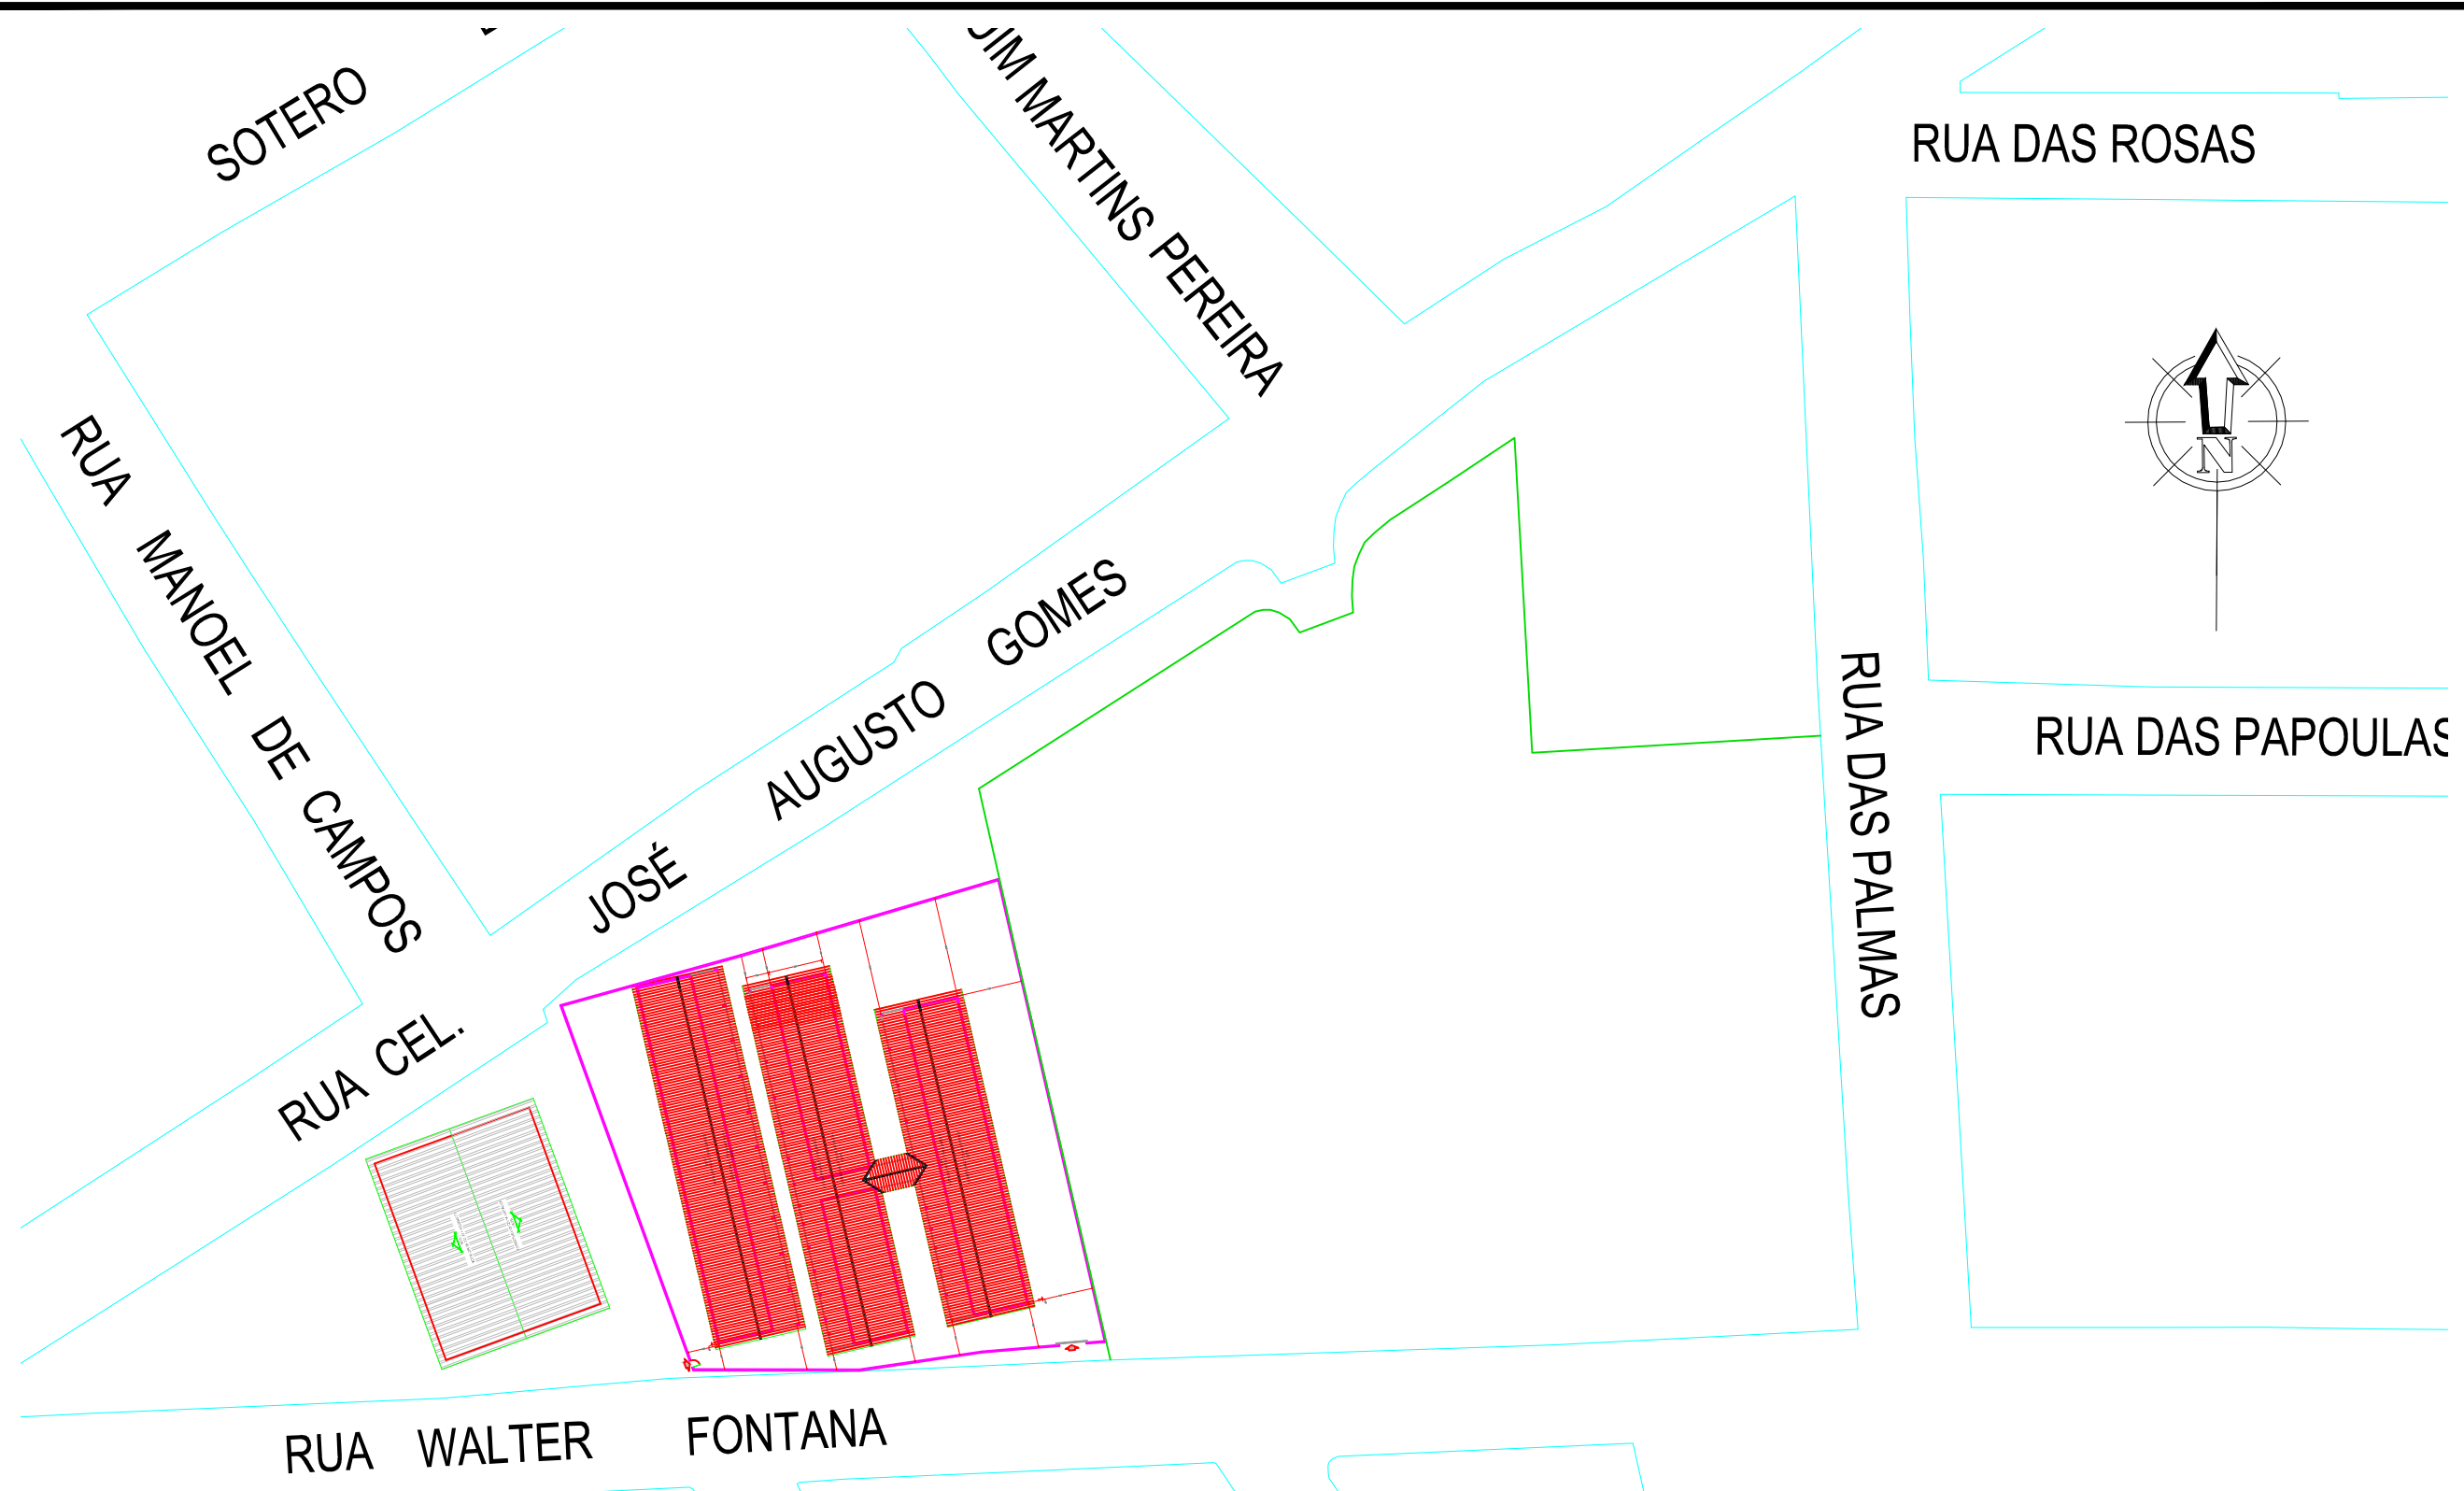 SOTERO
JIM MARTINS PEREIRA
RUA DAS ROSAS
N
RUA MANOEL DE CAMPOS
RUA CEL. JOSÉ AUGUSTO GOMES
RUA DAS PALMAS
RUA DAS PAPOULAS
RUA WALTER FONTANA